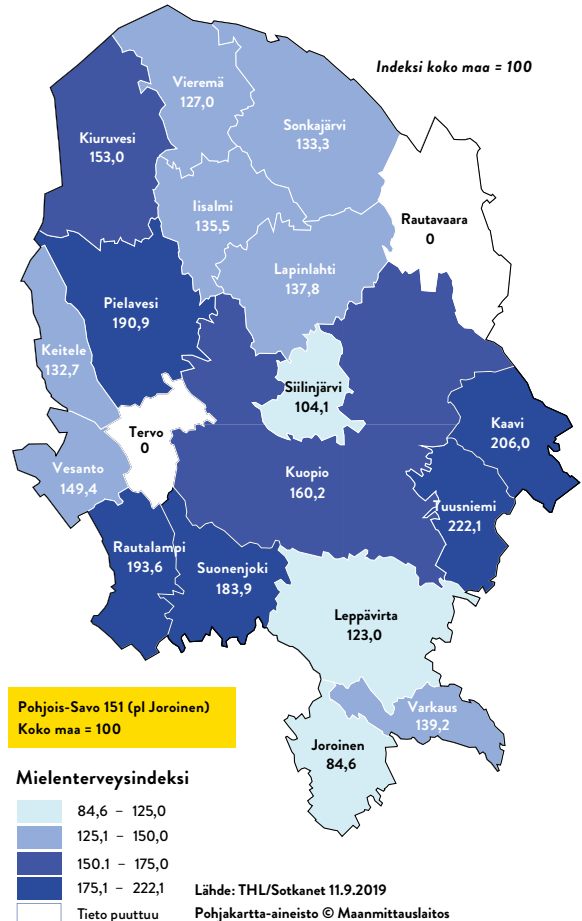 Indeksi koko maa = 100
Vieremä
127,0
Sonkajärvi
133,3
Kiuruvesi
153,0
Iisalmi
135,5
Rautavaara
0
Lapinlahti
137,8
Pielavesi
190,9
Keitele
132,7
Siilinjärvi
104,1
Kaavi
206,0
Tervo
0
Vesanto
149,4
Kuopio
160,2
Tuusniemi
222,1
Rautalampi
193,6
Suonenjoki
183,9
Leppävirta
123,0
Varkaus
139,2
Joroinen
84,6
Pohjois-Savo 151 (pl Joroinen)
Koko maa = 100
Mielenterveysindeksi
84,6 – 125,0
125,1 – 150,0
150.1 – 175,0
175,1 – 222,1
Tieto puuttuu
Lähde: THL/Sotkanet 11.9.2019
Pohjakartta-aineisto © Maanmittauslaitos